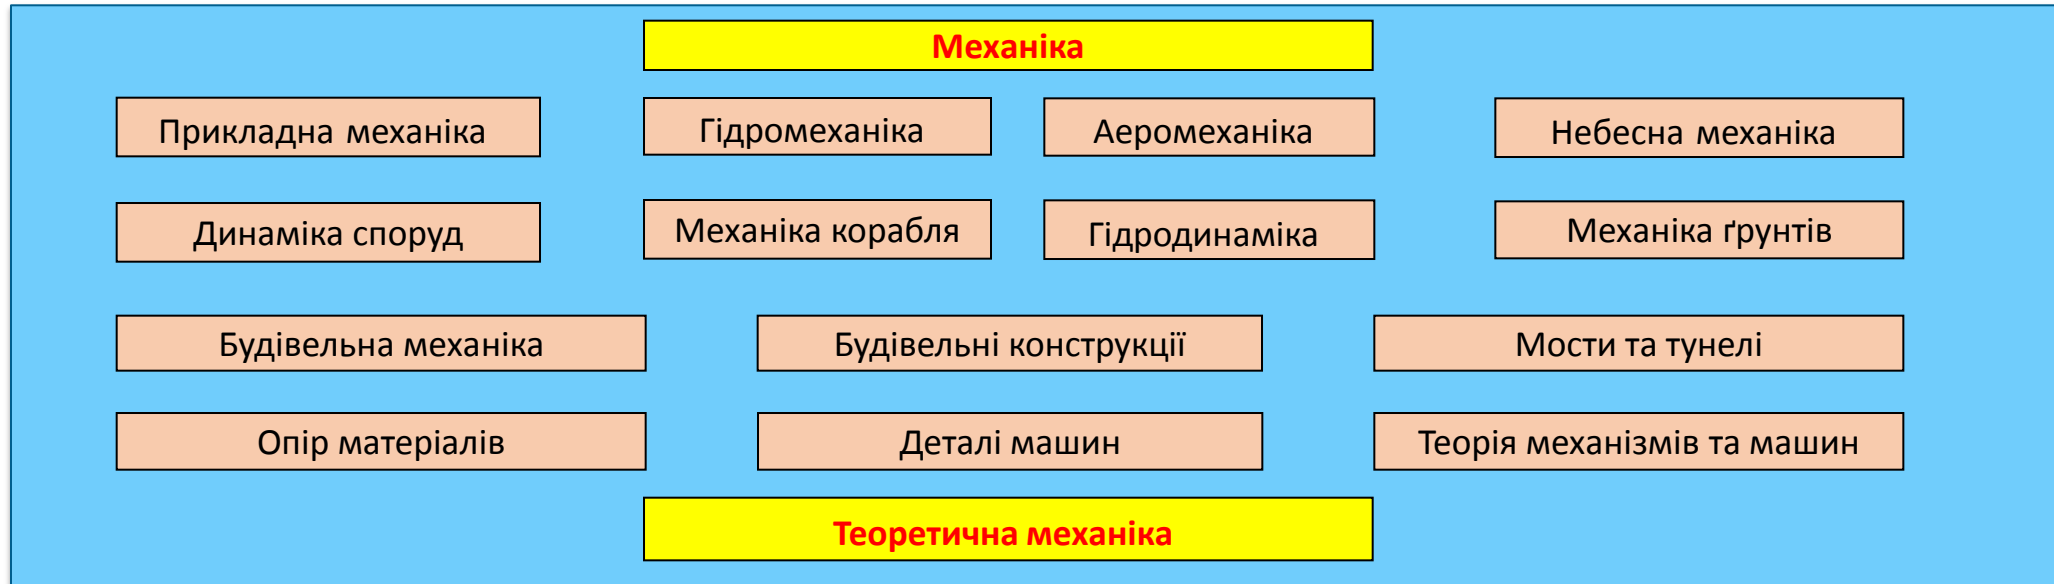 Механіка
Прикладна механіка
Гідромеханіка
Аеромеханіка
Небесна механіка
Динаміка споруд
Механіка корабля
Гідродинаміка
Механіка ґрунтів
Будівельна механіка
Будівельні конструкції
Мости та тунелі
Опір матеріалів
Деталі машин
Теорія механізмів та машин
Теоретична механіка